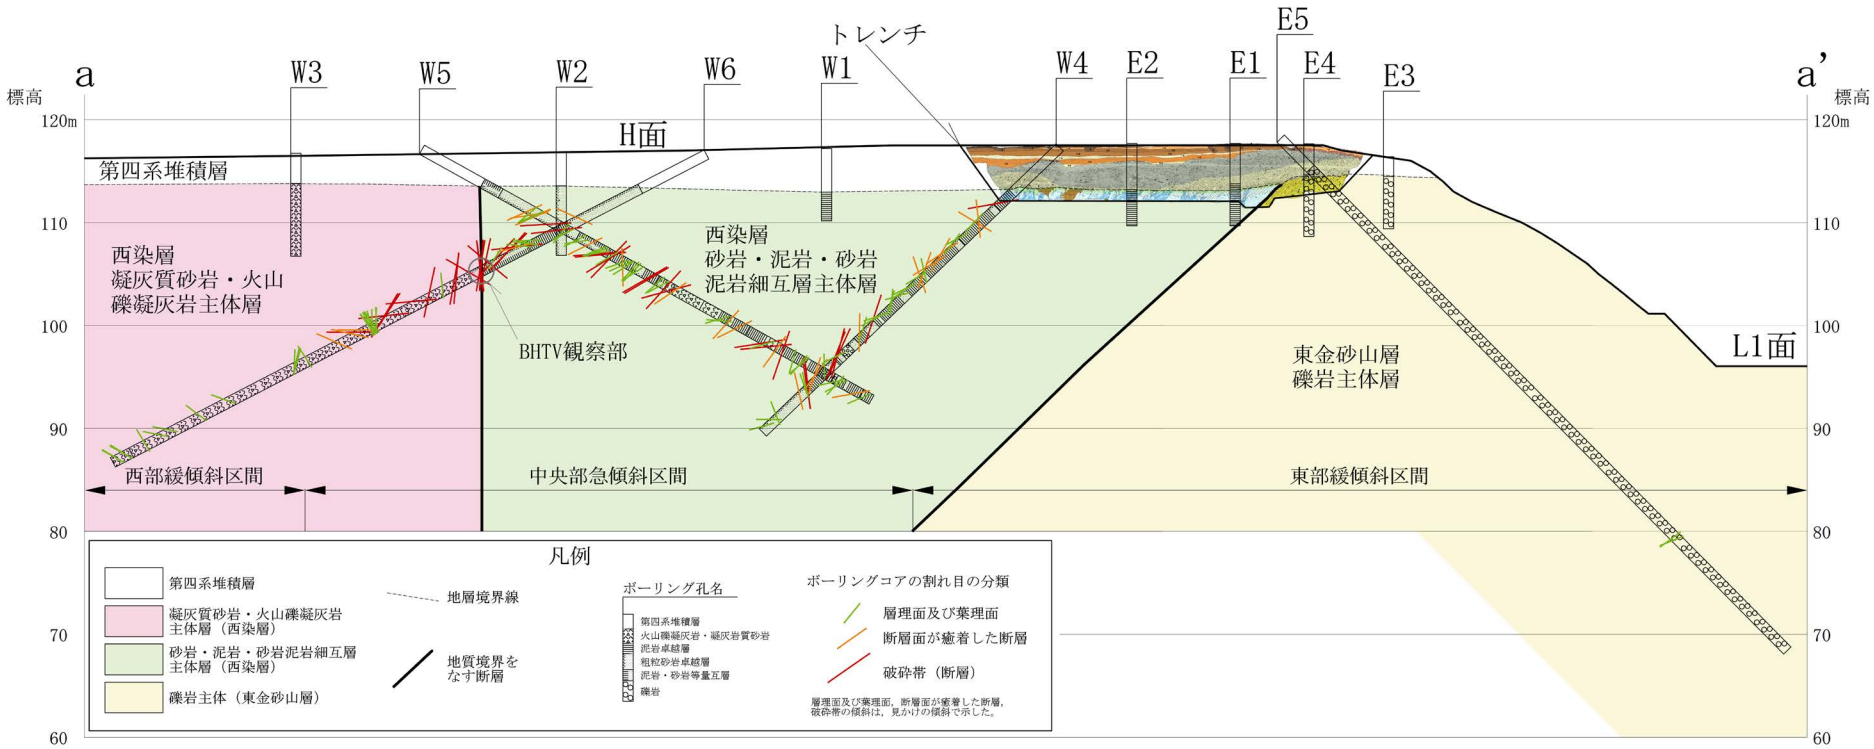 トレンチ
E5
a
W3
W5
W2
W6
W1
W4
E2
E1
E4
E3
a’
標高
標高
120m
H面
120m
第四系堆積層
110
110
西染層
凝灰質砂岩・火山
礫凝灰岩主体層
西染層
砂岩・泥岩・砂岩
泥岩細互層主体層
100
100
BHTV観察部
東金砂山層
礫岩主体層
L1面
90
90
西部緩傾斜区間
中央部急傾斜区間
東部緩傾斜区間
80
80
凡例
第四系堆積層
凝灰質砂岩・火山礫凝灰岩
主体層（西染層）
砂岩・泥岩・砂岩泥岩細互層
主体層（西染層）
礫岩主体（東金砂山層）
地層境界線
地質境界を
なす断層
ボーリング孔名
第四系堆積層
火山礫凝灰岩・凝灰岩質砂岩
泥岩卓越層
粗粒砂岩卓越層
泥岩・砂岩等量互層
礫岩
ボーリングコアの割れ目の分類
層理面及び葉理面
断層面が癒着した断層
破砕帯（断層）
層理面及び葉理面，断層面が癒着した断層，
破砕帯の傾斜は，見かけの傾斜で示した。
70
70
60
60